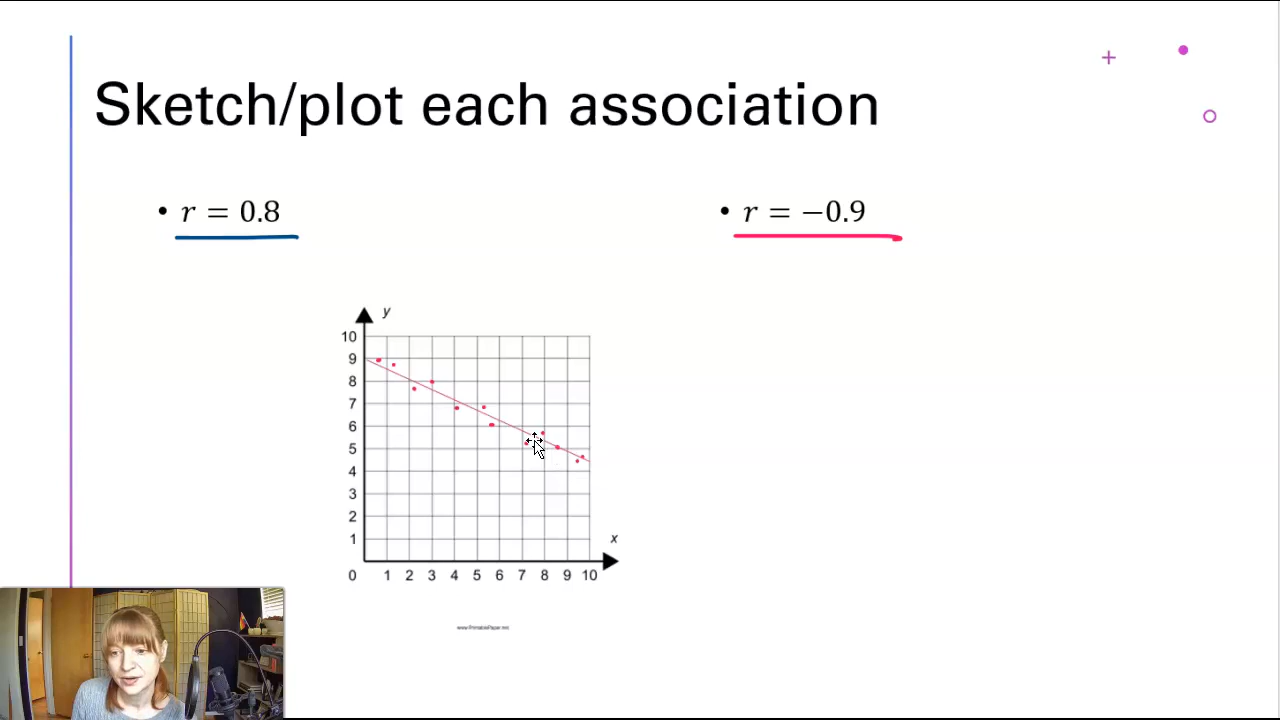 Sketch/plot each association
• r = 0.8
• r = −0.9
y
10
9
8
7
6
5
4
3
2
1
x
0 1 2 3 4 5 6 7 8 9 10